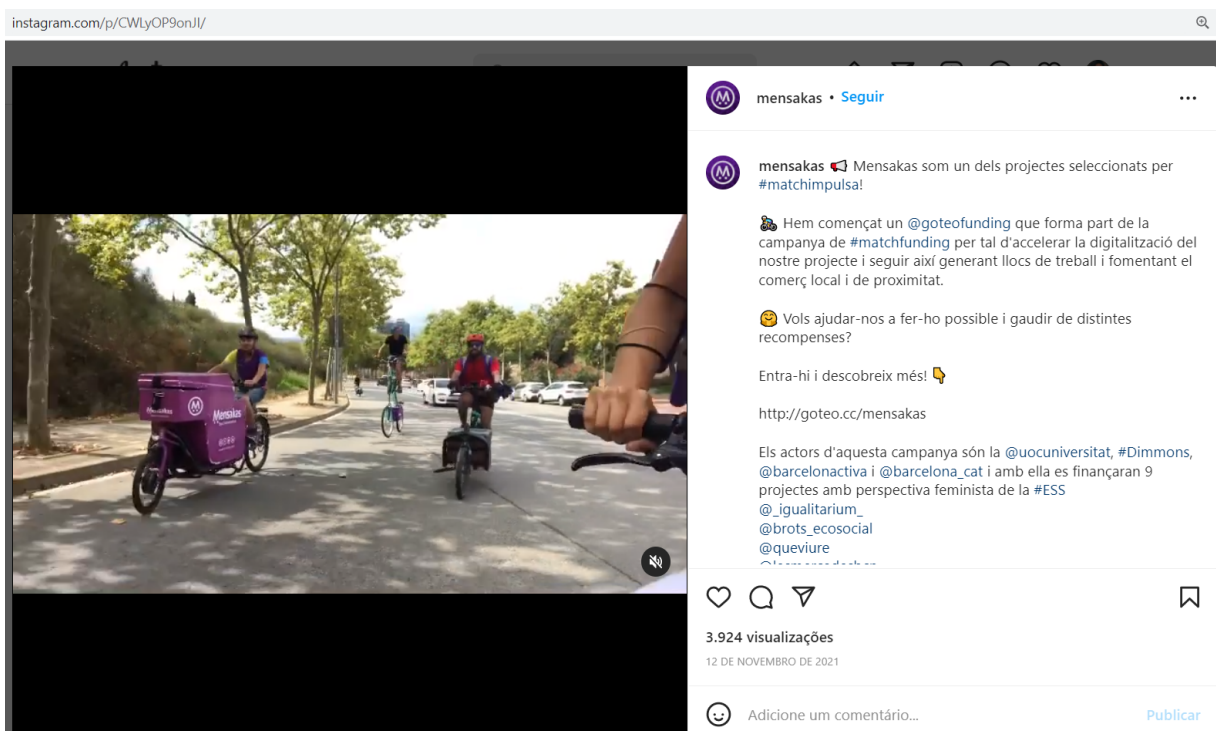 instagram.com/p/CWLyOP9onJI/
mensakas • Seguir
mensakas Mensakas som un dels projectes seleccionats per
#matchimpulsa!
Hem començat un @goteofunding que forma part de la
campanya de #matchfunding per tal d'accelerar la digitalització del
nostre projecte i seguir així generant llocs de treball i fomentant el
comerç local i de proximitat.
Vols ajudar-nos a fer-ho possible i gaudir de distintes
recompenses?
Entra-hi i descobreix més!
http://goteo.cc/mensakas
Els actors d'aquesta campanya són la @uocuniversitat, #Dimmons,
@barcelonactiva i @barcelona_cat i amb ella es finançaran 9
projectes amb perspectiva feminista de la #ESS
@_igualitarium_
@brots_ecosocial
@queviure
3.924 visualizações
12 DE NOVEMBRO DE 2021
Adicione um comentário...
Publicar
Mensakas
Mensakas